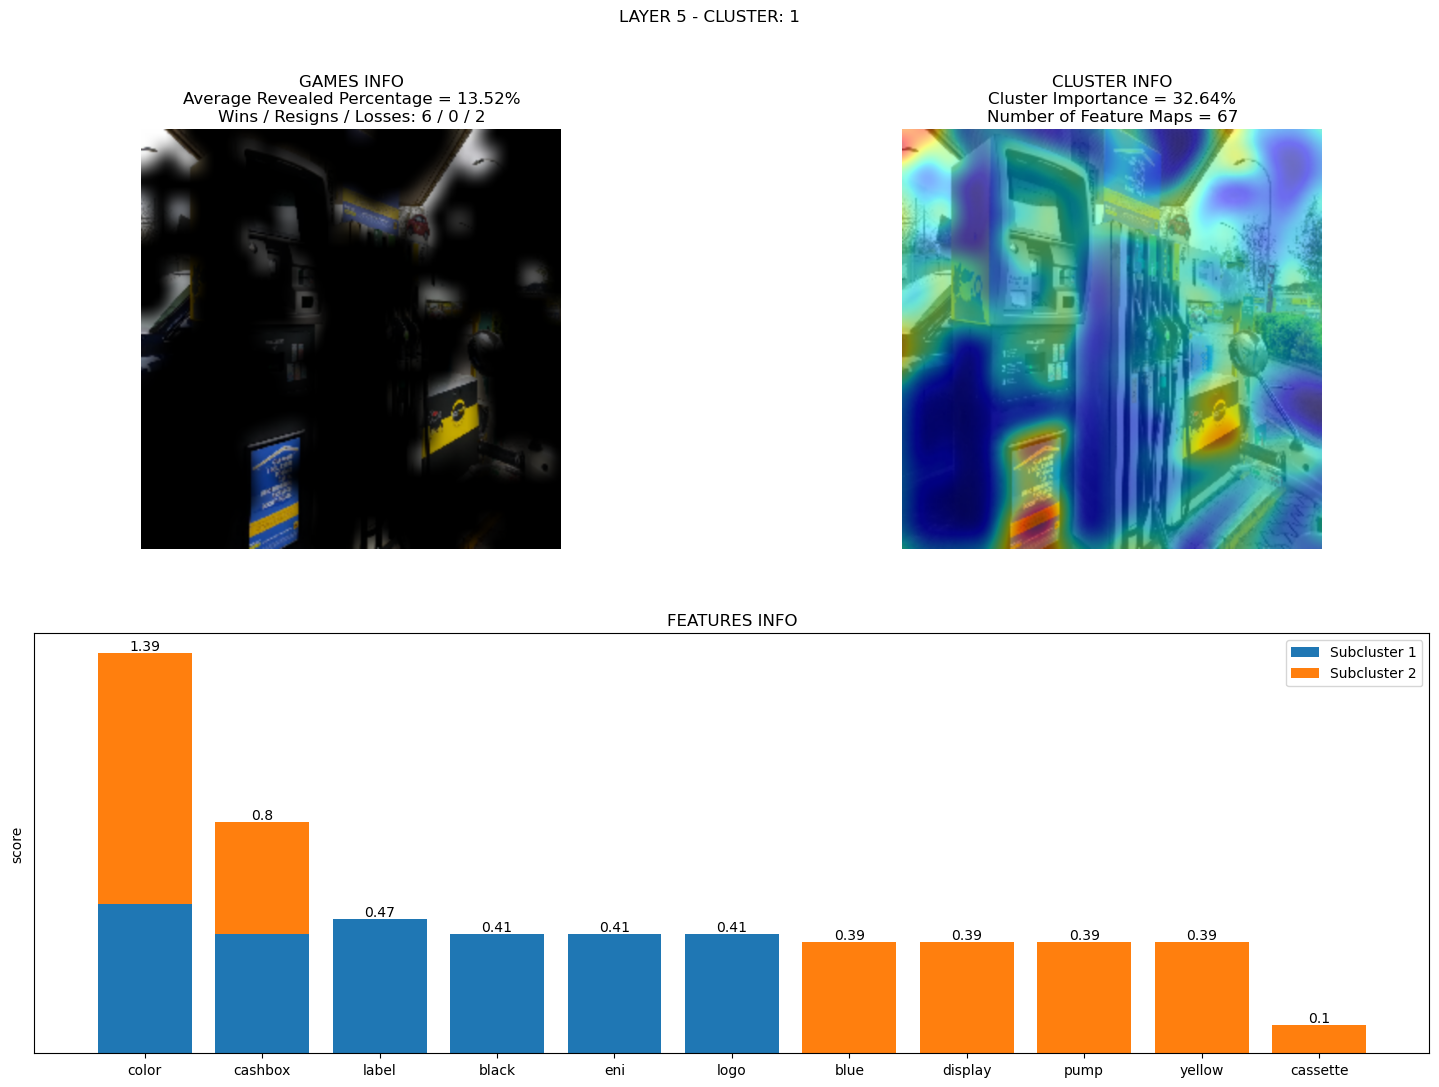 LAYER 5 - CLUSTER: 1
GAMES INFO
Average Revealed Percentage = 13.52%
Wins / Resigns / Losses: 6 / 0 / 2
CLUSTER INFO
Cluster Importance = 32.64%
Number of Feature Maps = 67
FEATURES INFO
Subcluster 1
Subcluster 2
score
1.39
0.8
0.47
0.41
0.41
0.41
0.39
0.39
0.39
0.39
0.1
color
cashbox
label
black
eni
logo
blue
display
pump
yellow
cassette